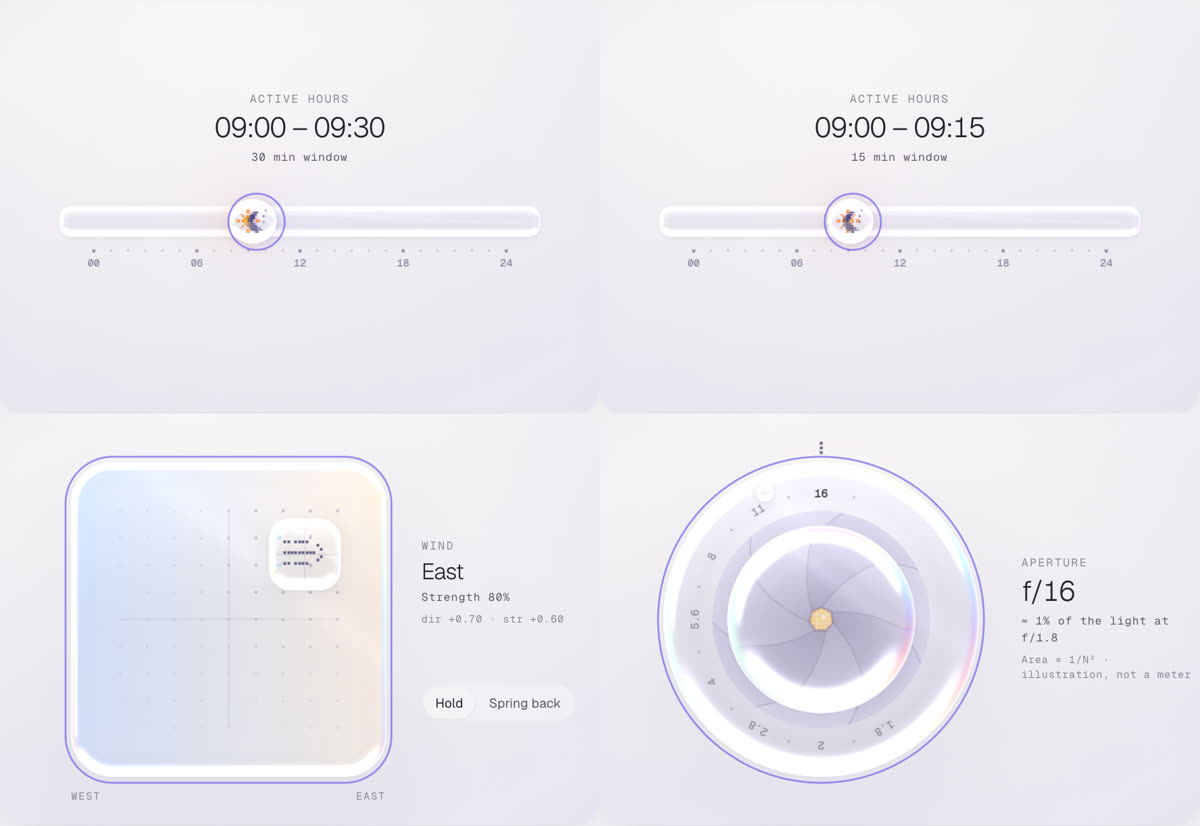 ACTIVE HOURS
09:00 – 09:30
30 min window
00 06 12 18 24
ACTIVE HOURS
09:00 – 09:15
15 min window
00 06 12 18 24
WIND
East
Strength 80%
dir +0.70 · str +0.60
Hold Spring back
WEST EAST
16
11
8
5.6
4
2.8
2
1.8
APERTURE
f/16
≈ 1% of the light at
f/1.8
Area ∝ 1/N² ·
illustration, not a meter